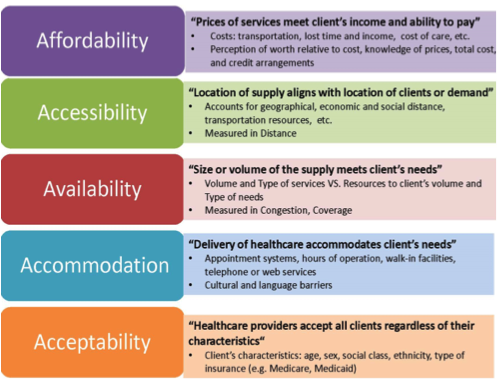 Affordability
"Prices of services meet client's income and ability to pay"
• Costs: transportation, lost time and income, cost of care, etc.
• Perception of worth relative to cost, knowledge of prices, total cost,
and credit arrangements
Accessibility
"Location of supply aligns with location of clients or demand"
• Accounts for geographical, economic and social distance,
transportation resources, etc.
• Measured in Distance
Availability
"Size or volume of the supply meets client's needs"
• Volume and Type of services VS. Resources to client's volume and
Type of needs
• Measured in Congestion, Coverage
Accommodation
"Delivery of healthcare accommodates client's needs"
• Appointment systems, hours of operation, walk-in facilities,
telephone or web services
• Cultural and language barriers
Acceptability
"Healthcare providers accept all clients regardless of their
characteristics"
• Client's characteristics: age, sex, social class, ethnicity, type of
insurance (e.g. Medicare, Medicaid)